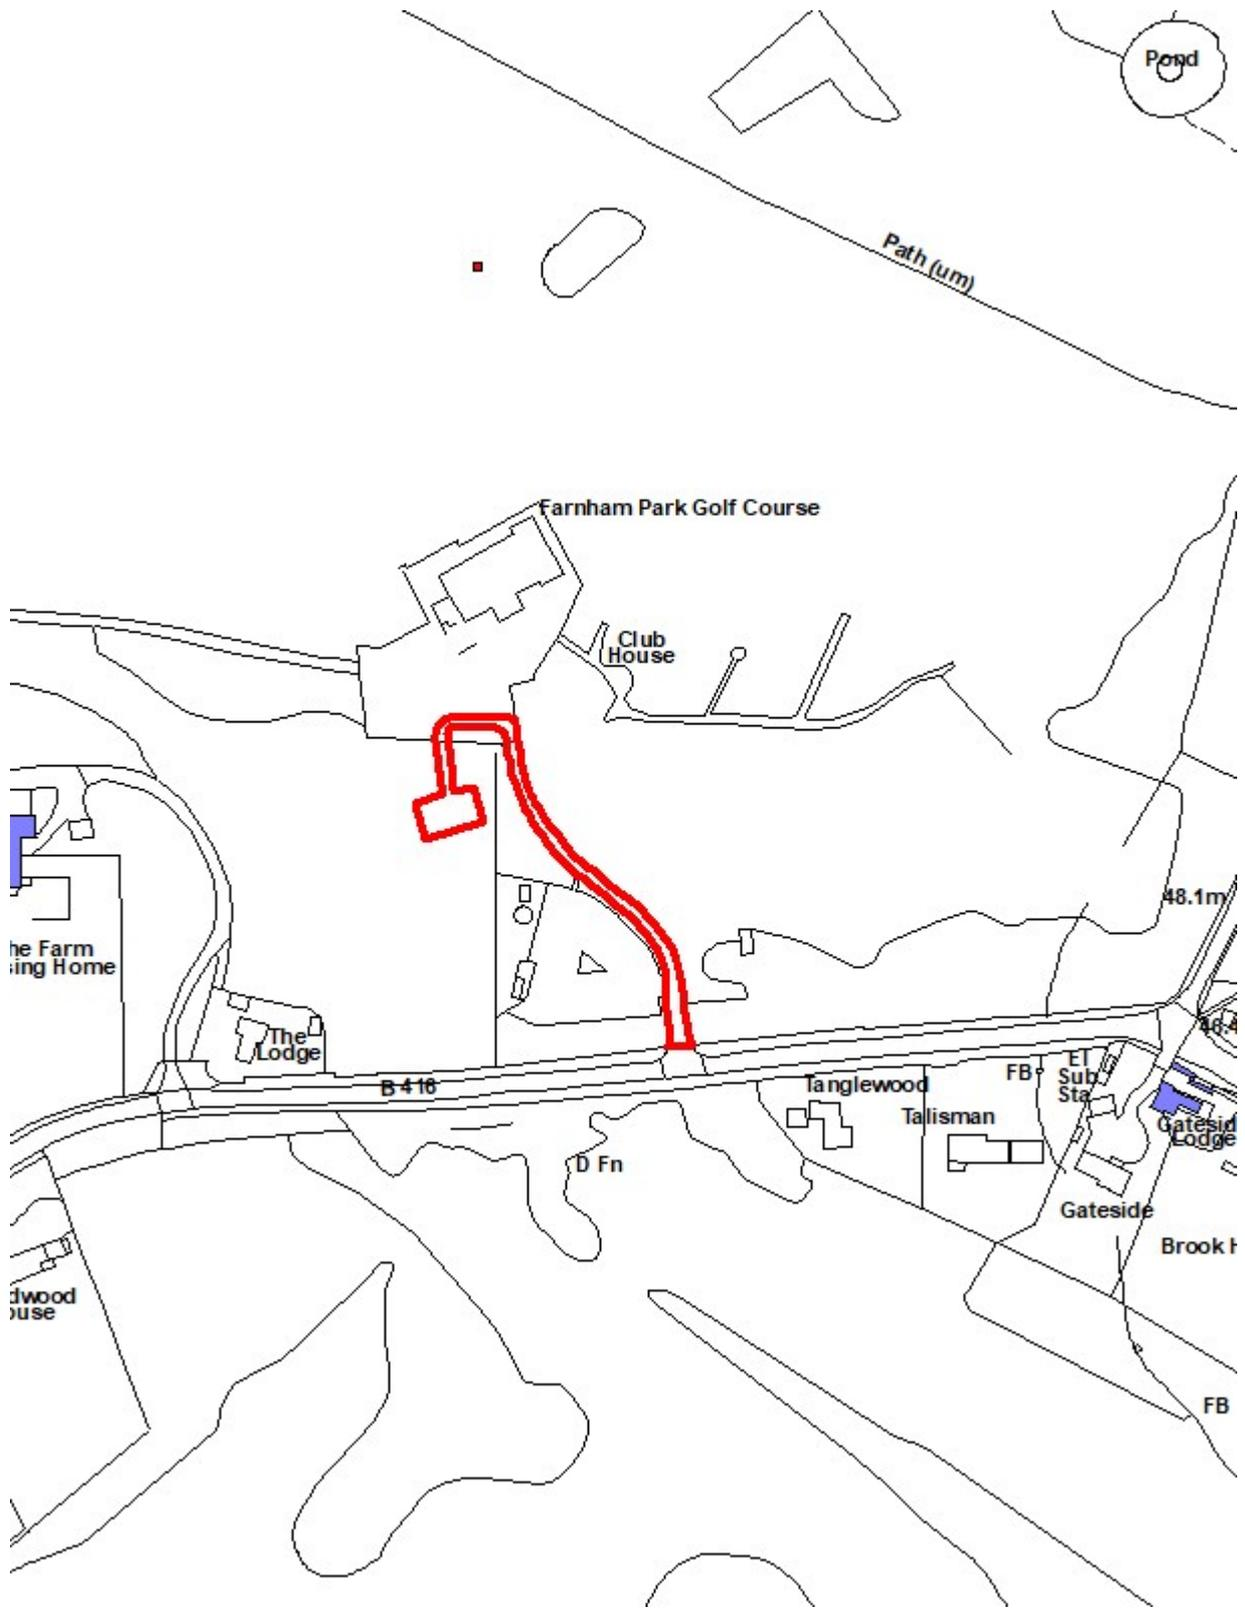 Pond
Path (um)
Farnham Park Golf Course
Club
House
48.1m
he Farm
sing Home
The
Lodge
B 416
Tanglewood
FB
El
Sub
Sta
Talisman
Gatesid
Lodge
D Fn
Gateside
Brook H
dwood
ouse
FB